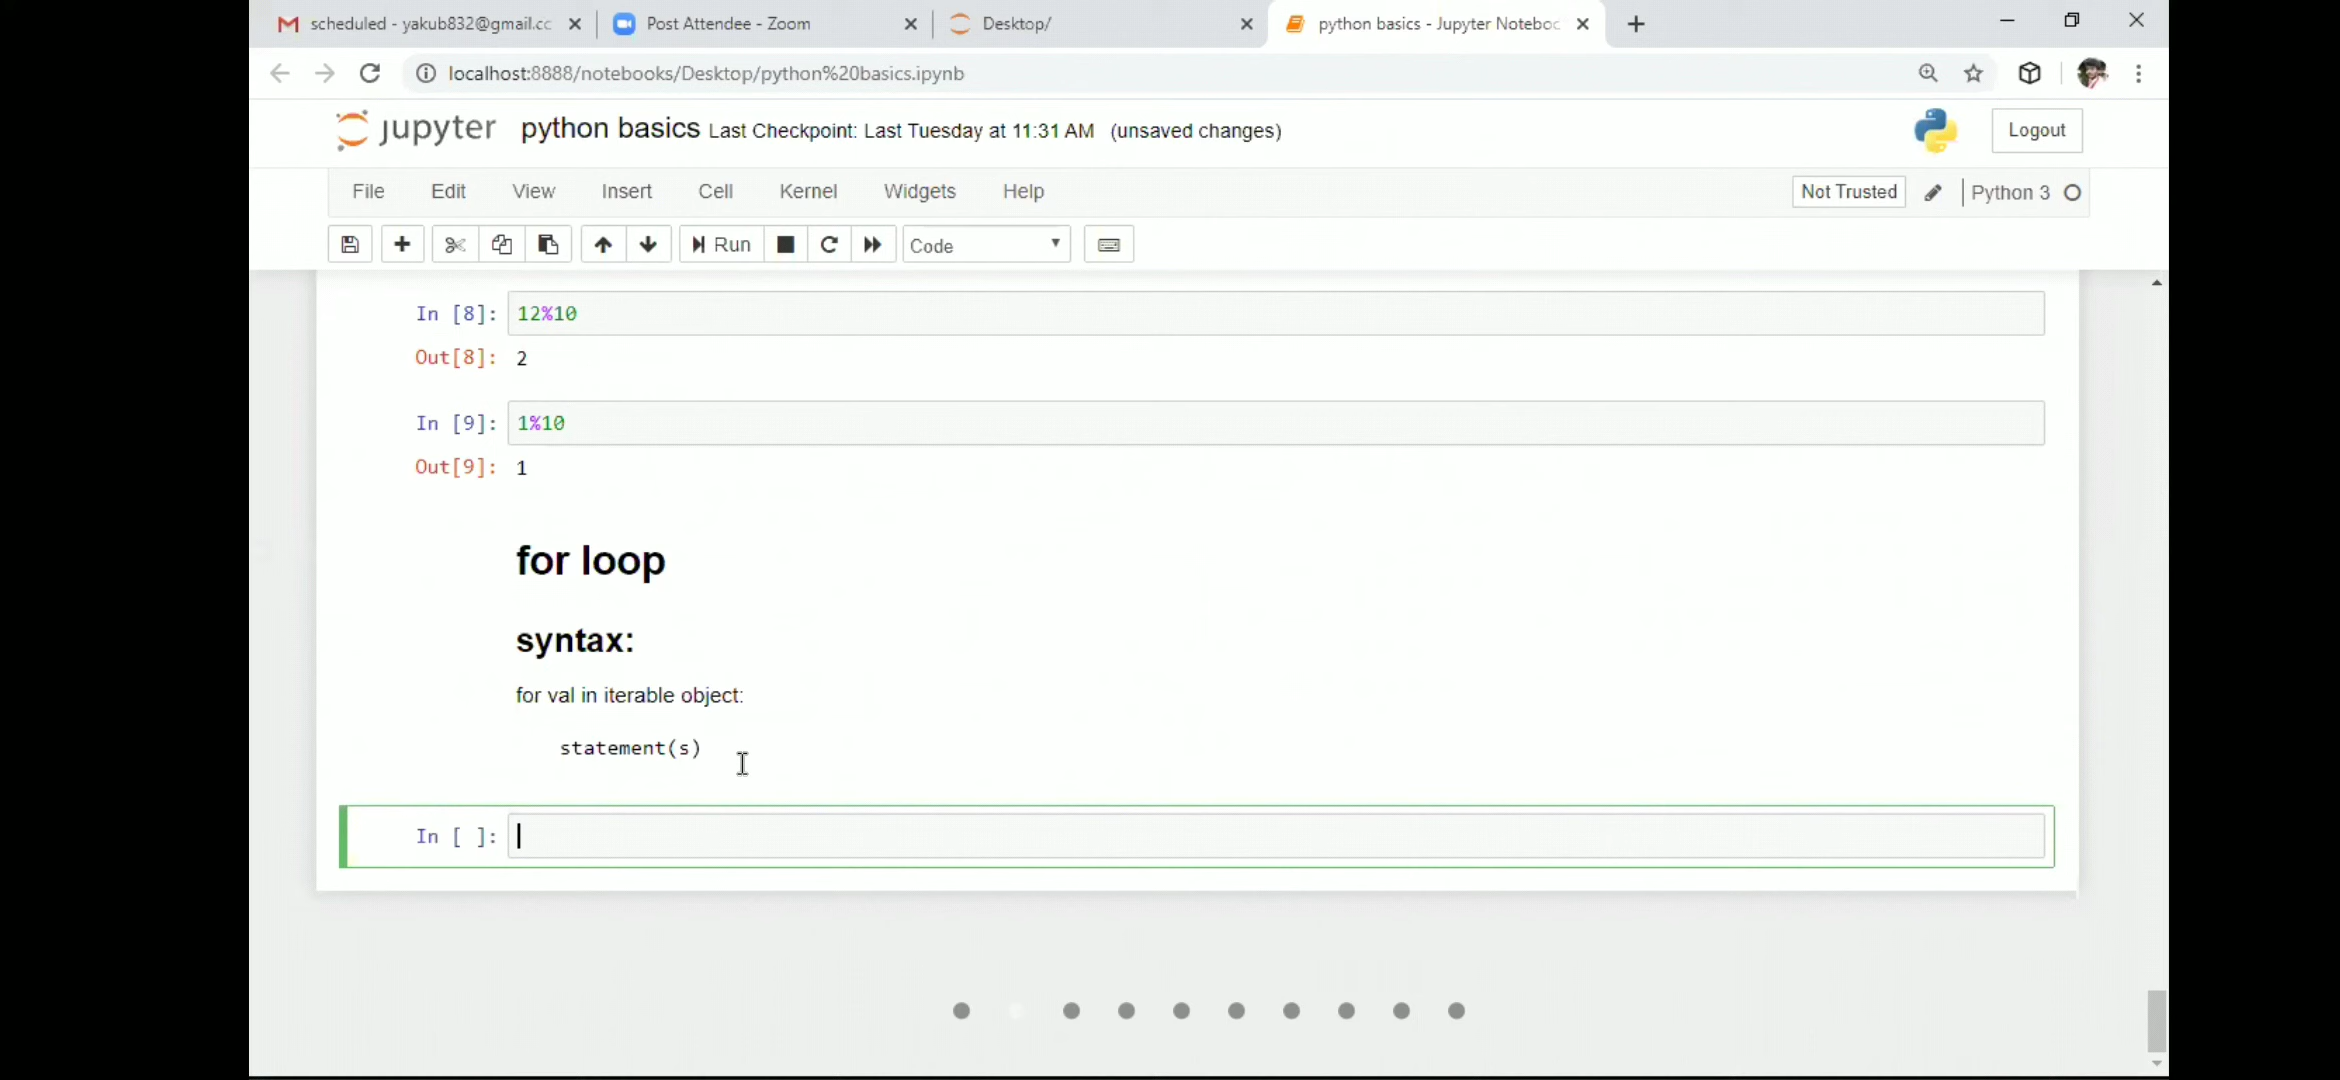 scheduled - yakub832@gmail.cc
Post Attendee - Zoom
Desktop/
python basics - Jupyter Noteboo
localhost:8888/notebooks/Desktop/python%20basics.ipynb
jupyter python basics Last Checkpoint: Last Tuesday at 11:31 AM (unsaved changes)
Logout
File Edit View Insert Cell Kernel Widgets Help
Not Trusted Python 3
Run Code
In [8]: 12%10
Out[8]: 2
In [9]: 1%10
Out[9]: 1
for loop
syntax:
for val in iterable object:
statement(s)
In [ ]: